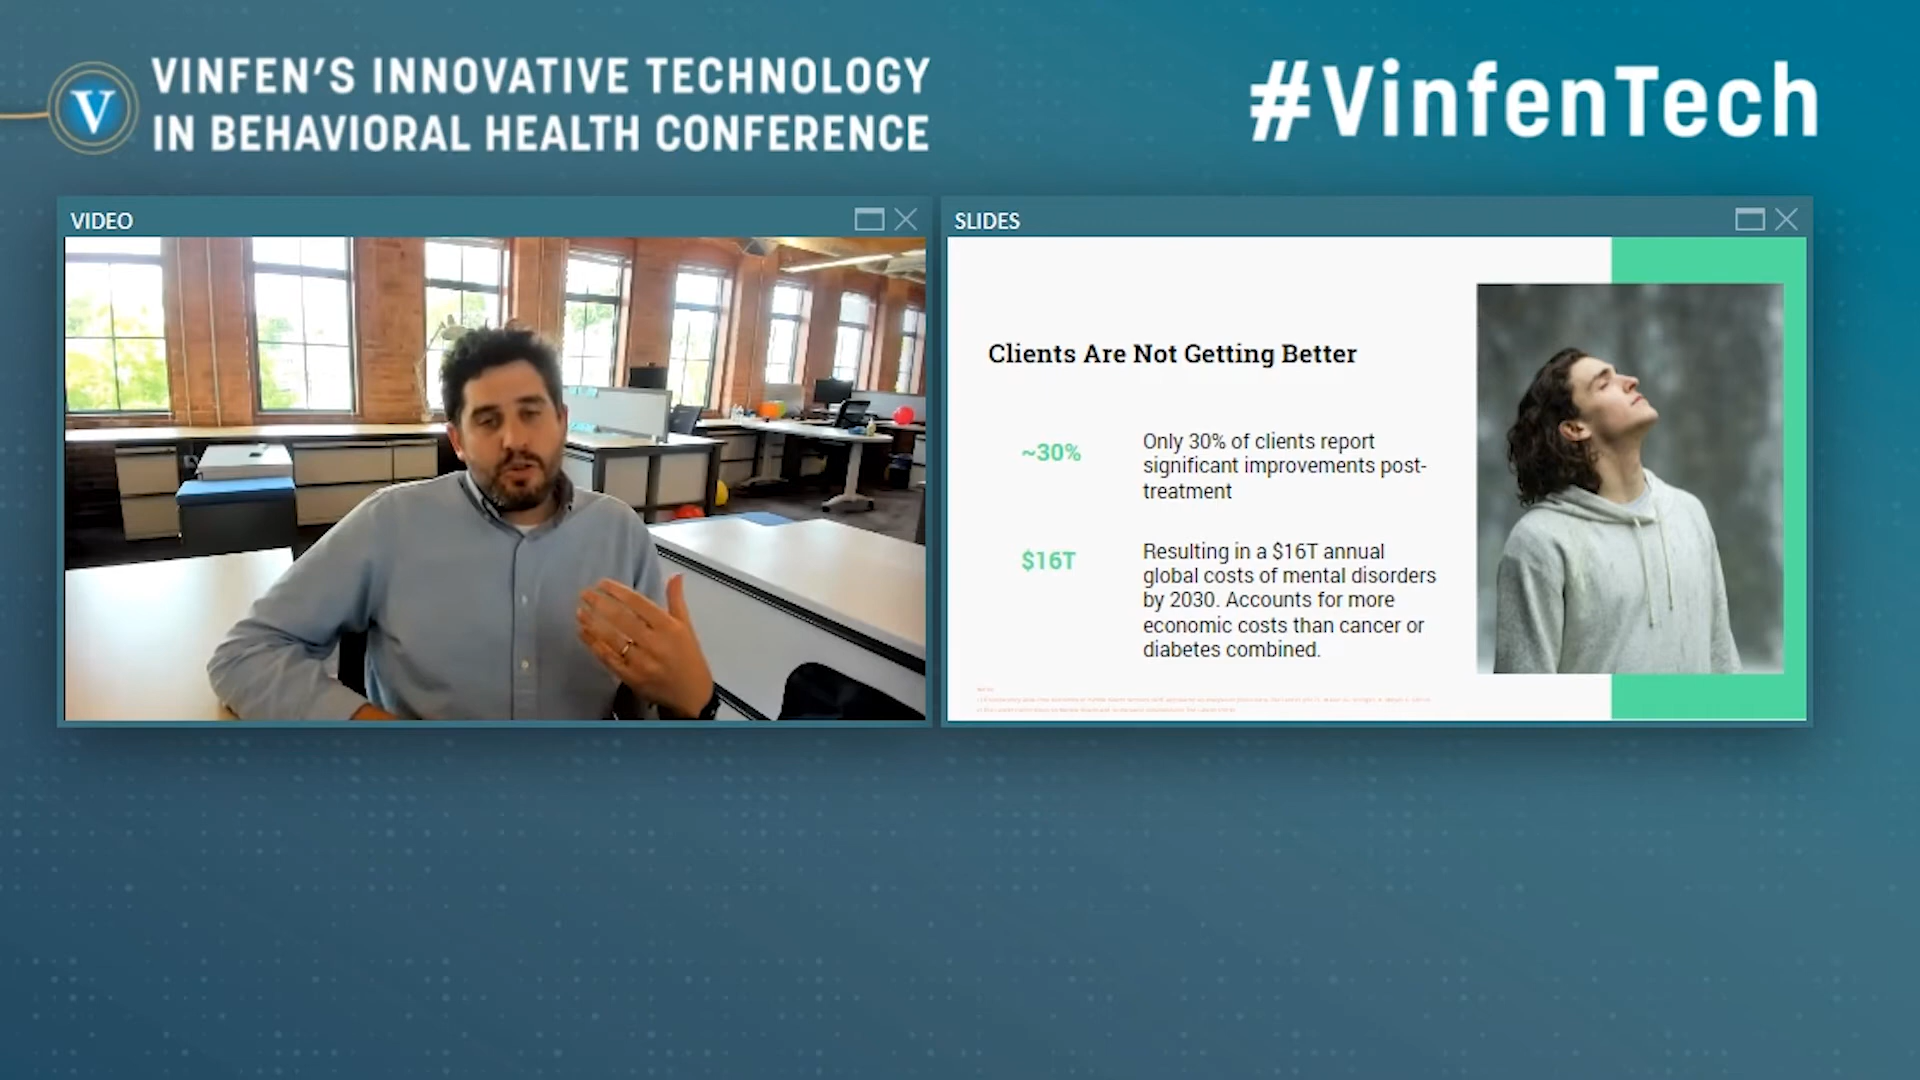 V
VINFEN'S INNOVATIVE TECHNOLOGY
IN BEHAVIORAL HEALTH CONFERENCE
#VinfenTech
VIDEO
SLIDES
Clients Are Not Getting Better
~30%
Only 30% of clients report
significant improvements post-
treatment
$16T
Resulting in a $16T annual
global costs of mental disorders
by 2030. Accounts for more
economic costs than cancer or
diabetes combined.